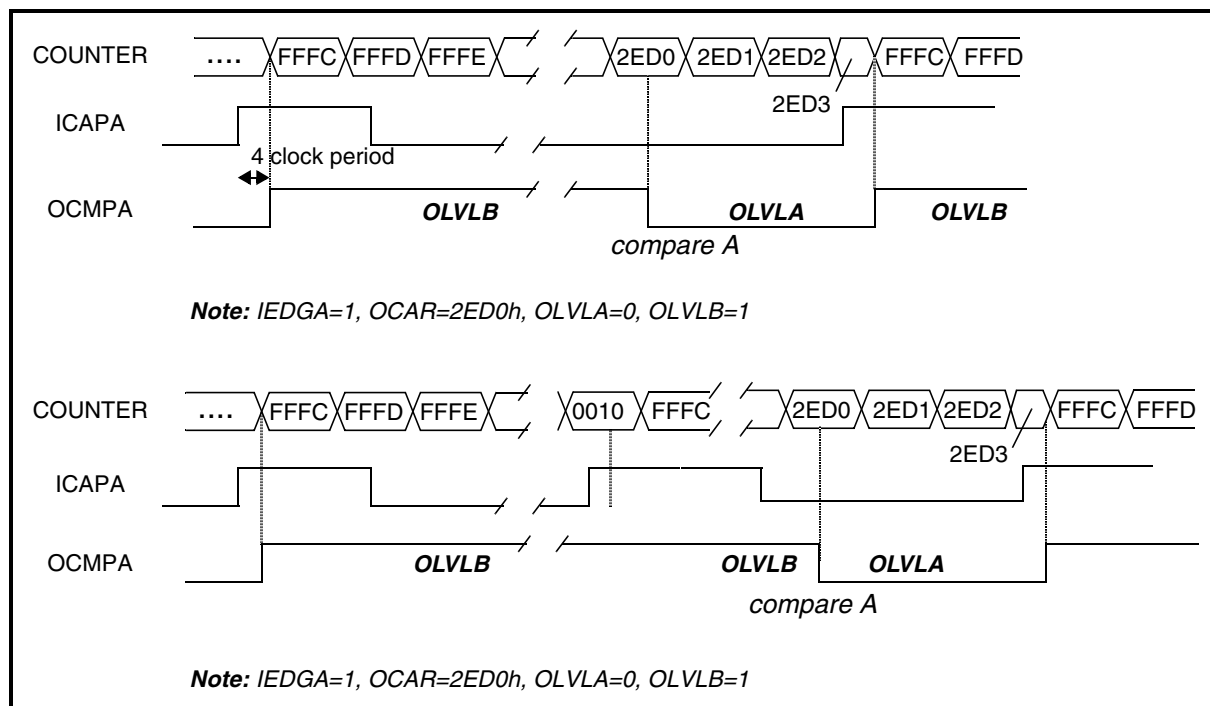 COUNTER .... FFFC FFFD FFFE 2ED0 2ED1 2ED2 FFFC FFFD
2ED3
ICAPA
4 clock period
OCMPA OLVLB OLVLA OLVLB
compare A
Note: IEDGA=1, OCAR=2ED0h, OLVLA=0, OLVLB=1
COUNTER .... FFFC FFFD FFFE 0010 FFFC 2ED0 2ED1 2ED2 FFFC FFFD
2ED3
ICAPA
OCMPA OLVLB OLVLB OLVLA
compare A
Note: IEDGA=1, OCAR=2ED0h, OLVLA=0, OLVLB=1